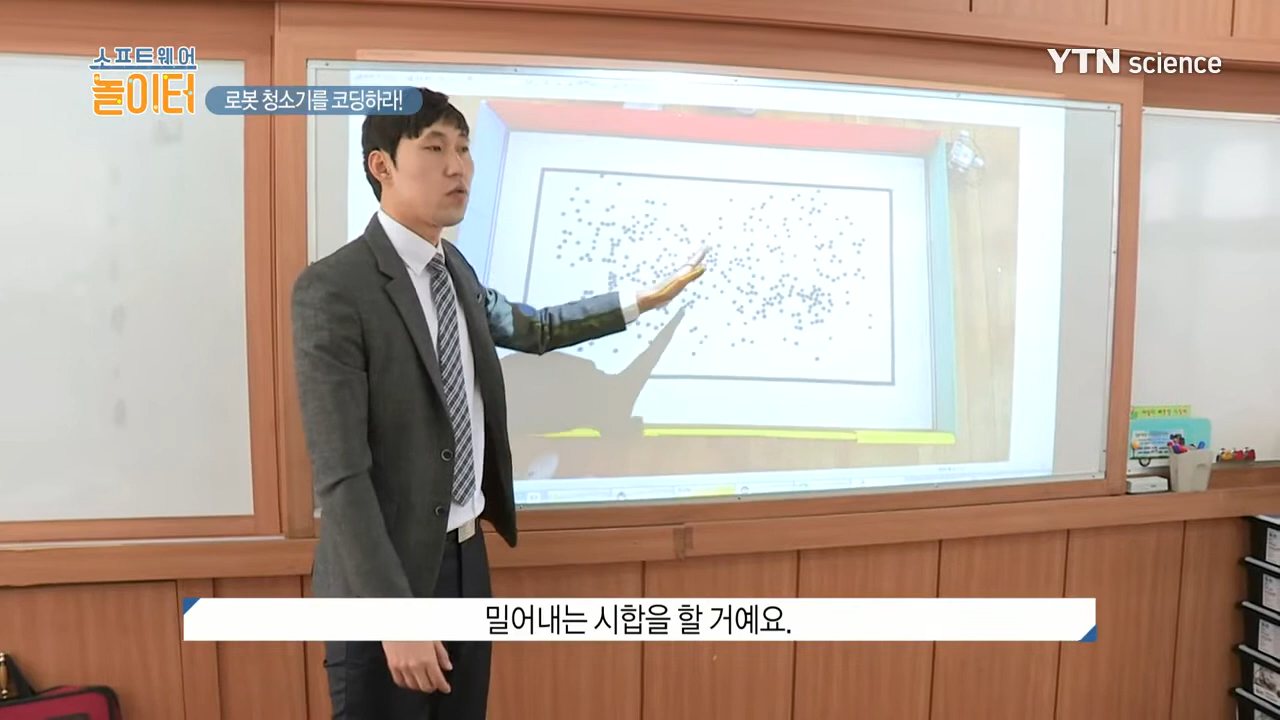 소프트웨어
놀이터
로봇 청소기를 코딩하라!
YTN science
밀어내는 시합을 할 거예요.